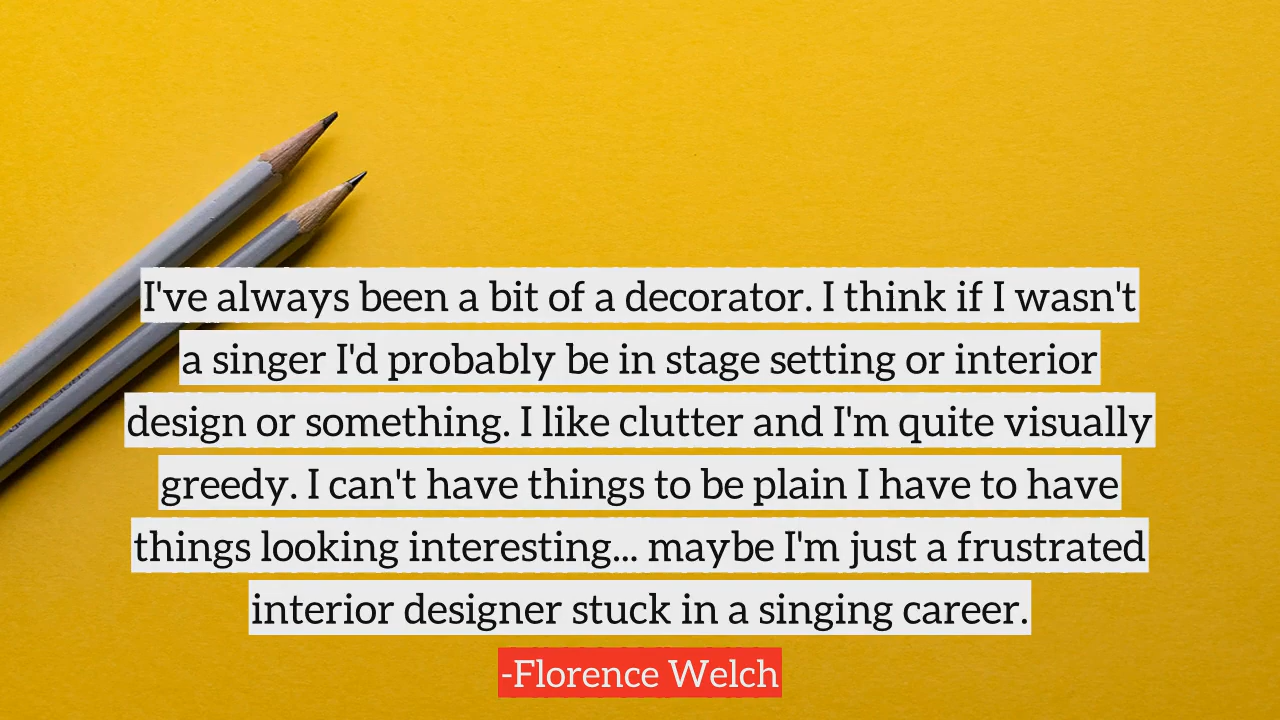 I've always been a bit of a decorator. I think if I wasn't
a singer I'd probably be in stage setting or interior
design or something. I like clutter and I'm quite visually
greedy. I can't have things to be plain I have to have
things looking interesting... maybe I'm just a frustrated
interior designer stuck in a singing career.
-Florence Welch